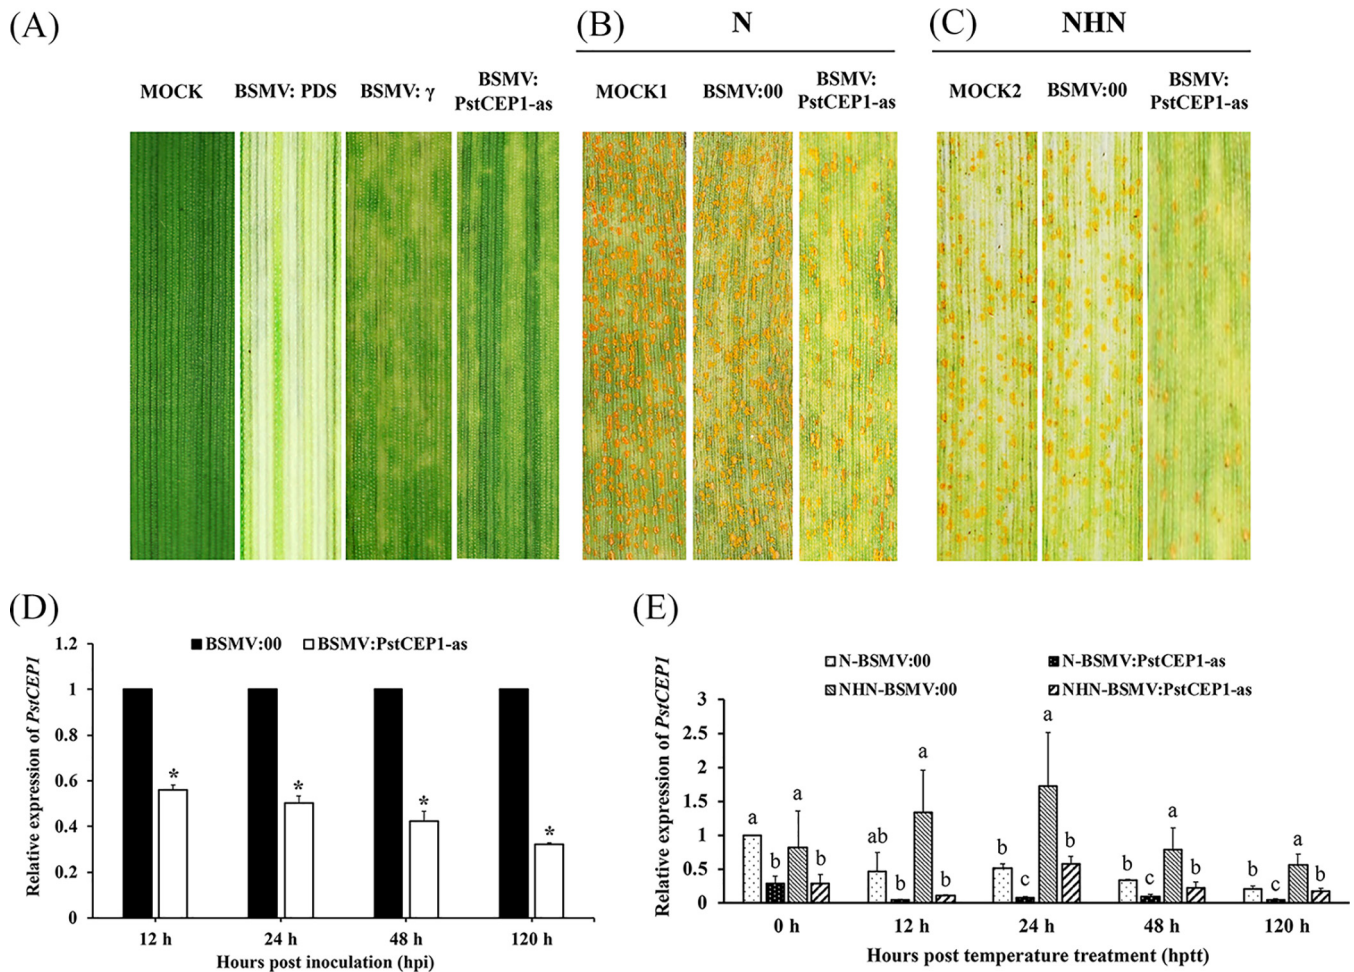 (A)
MOCK
BSMV: PDS
BSMV: γ
BSMV:
PstCEP1-as
(B)
N
MOCK1
BSMV:00
BSMV:
PstCEP1-as
(C)
NHN
MOCK2
BSMV:00
BSMV:
PstCEP1-as
(D)
BSMV:00
BSMV:PstCEP1-as
Relative expression of PstCEP1
1.2
1
0.8
0.6
0.4
0.2
0
*
*
*
*
12 h
24 h
48 h
120 h
Hours post inoculation (hpi)
(E)
N-BSMV:00
N-BSMV:PstCEP1-as
NHN-BSMV:00
NHN-BSMV:PstCEP1-as
Relative expression of PstCEP1
3
2.5
2
1.5
1
0.5
0
a
b
a
b
ab
b
a
b
b
c
a
b
b
c
a
b
b
c
a
b
0 h
12 h
24 h
48 h
120 h
Hours post temperature treatment (hptt)